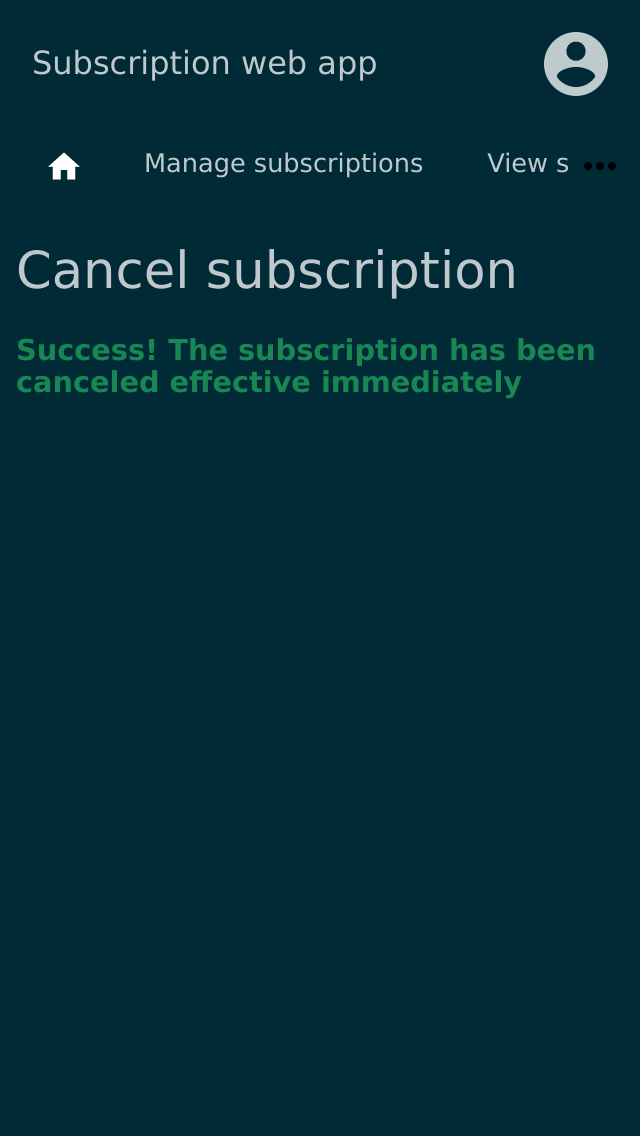 Subscription web app
Manage subscriptions
View s
Cancel subscription
Success! The subscription has been
canceled effective immediately